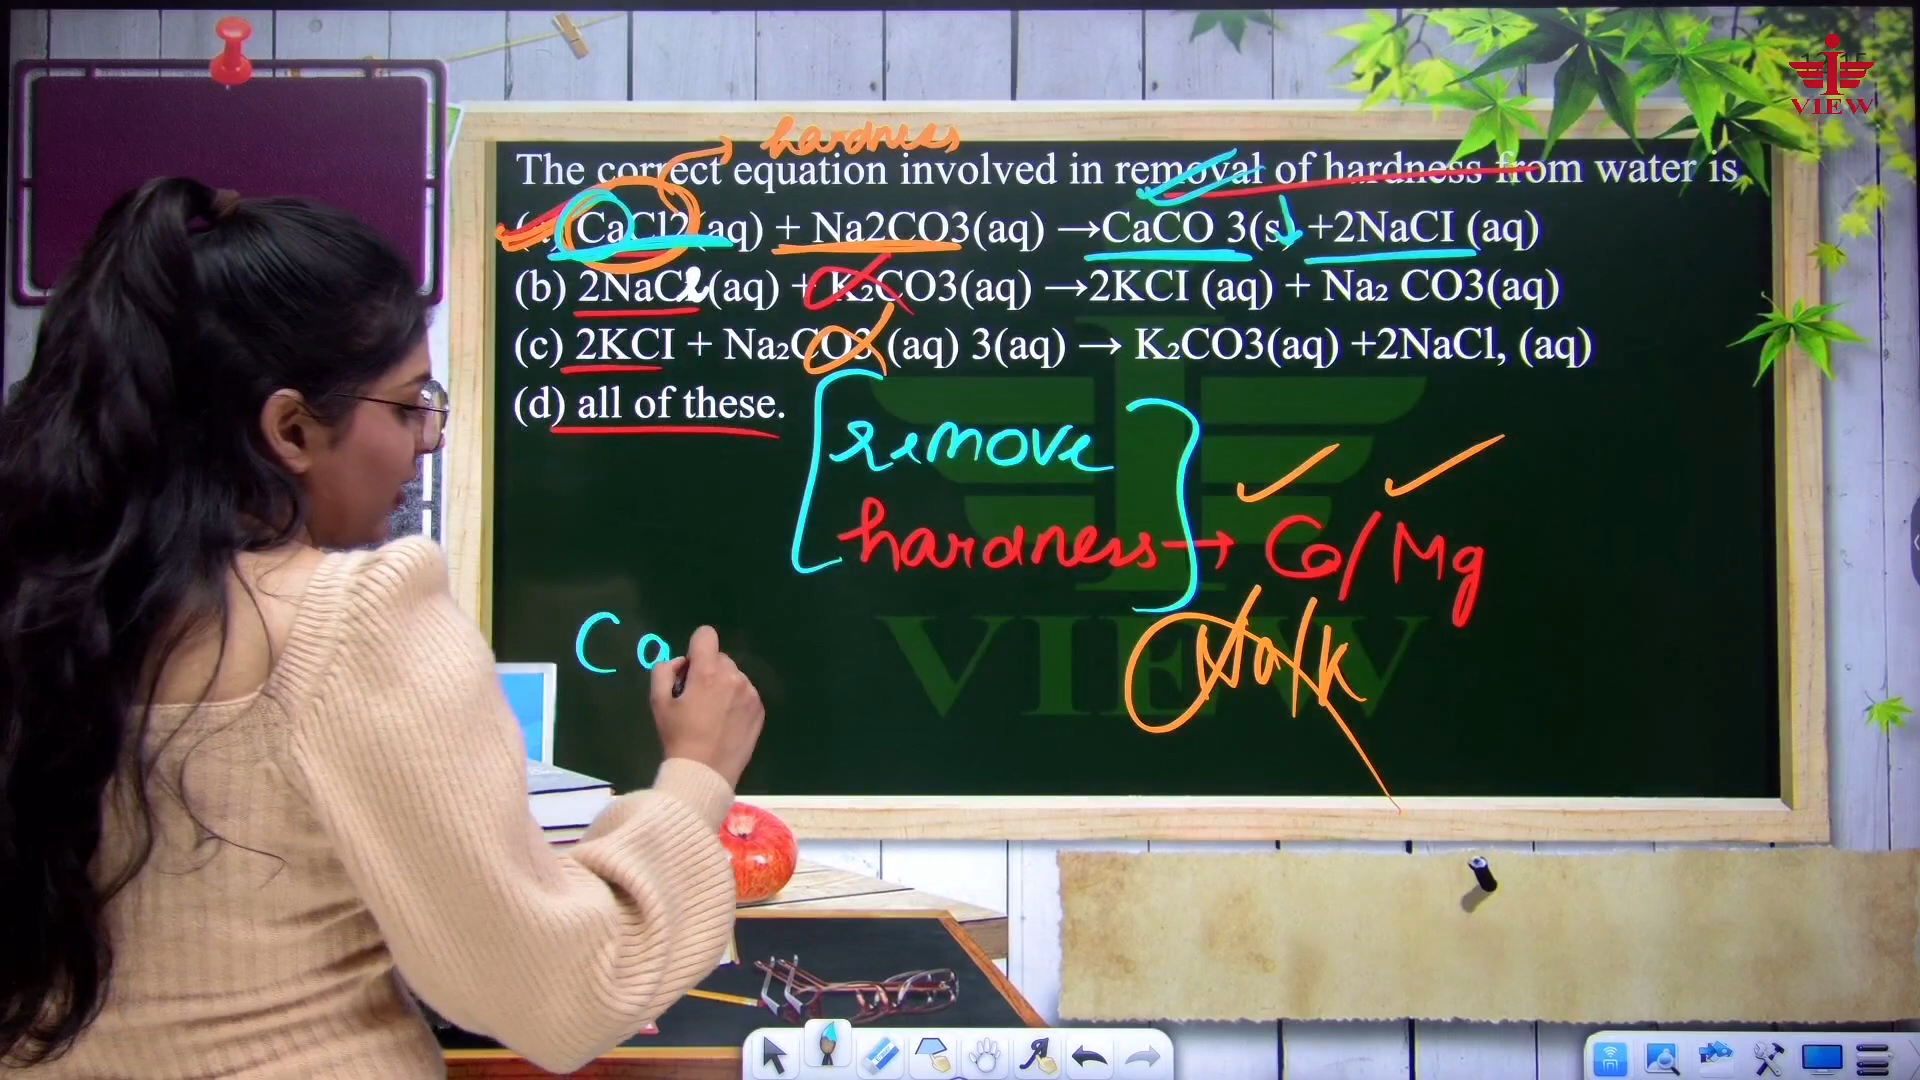 VIEW
hardness
The correct equation involved in removal of hardness from water is
(a) CaCl2(aq) + Na2CO3(aq) →CaCO 3(s) +2NaCI (aq)
(b) 2NaCl (aq) + K₂CO3(aq) →2KCI (aq) + Na₂ CO3(aq)
(c) 2KCI + Na₂CO3 (aq) 3(aq) → K₂CO3(aq) +2NaCl, (aq)
(d) all of these.
remove
hardness → Ca/Mg
Ca
Na/K
VIEW